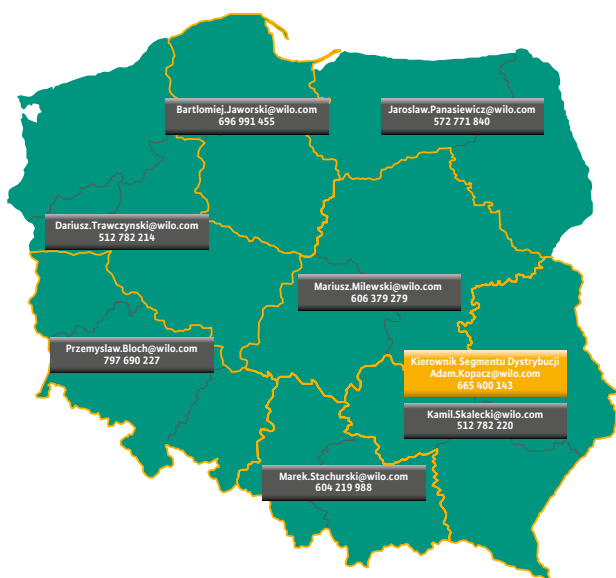 Bartlomiej.Jaworski@wilo.com
696 991 455
Jaroslaw.Panasiewicz@wilo.com
572 771 840
Dariusz.Trawczynski@wilo.com
512 782 214
Mariusz.Milewski@wilo.com
606 379 279
Przemyslaw.Bloch@wilo.com
797 690 227
Kierownik Segmentu Dystrybucji
Adam.Kopacz@wilo.com
665 400 143
Kamil.Skalecki@wilo.com
512 782 220
Marek.Stachurski@wilo.com
604 219 988